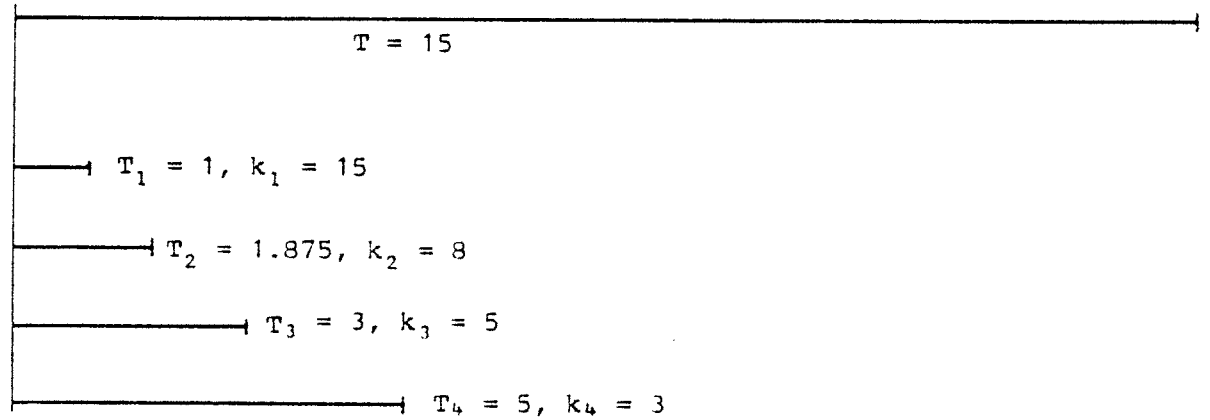 T = 15
T₁ = 1, k₁ = 15
T₂ = 1.875, k₂ = 8
T₃ = 3, k₃ = 5
T₄ = 5, k₄ = 3